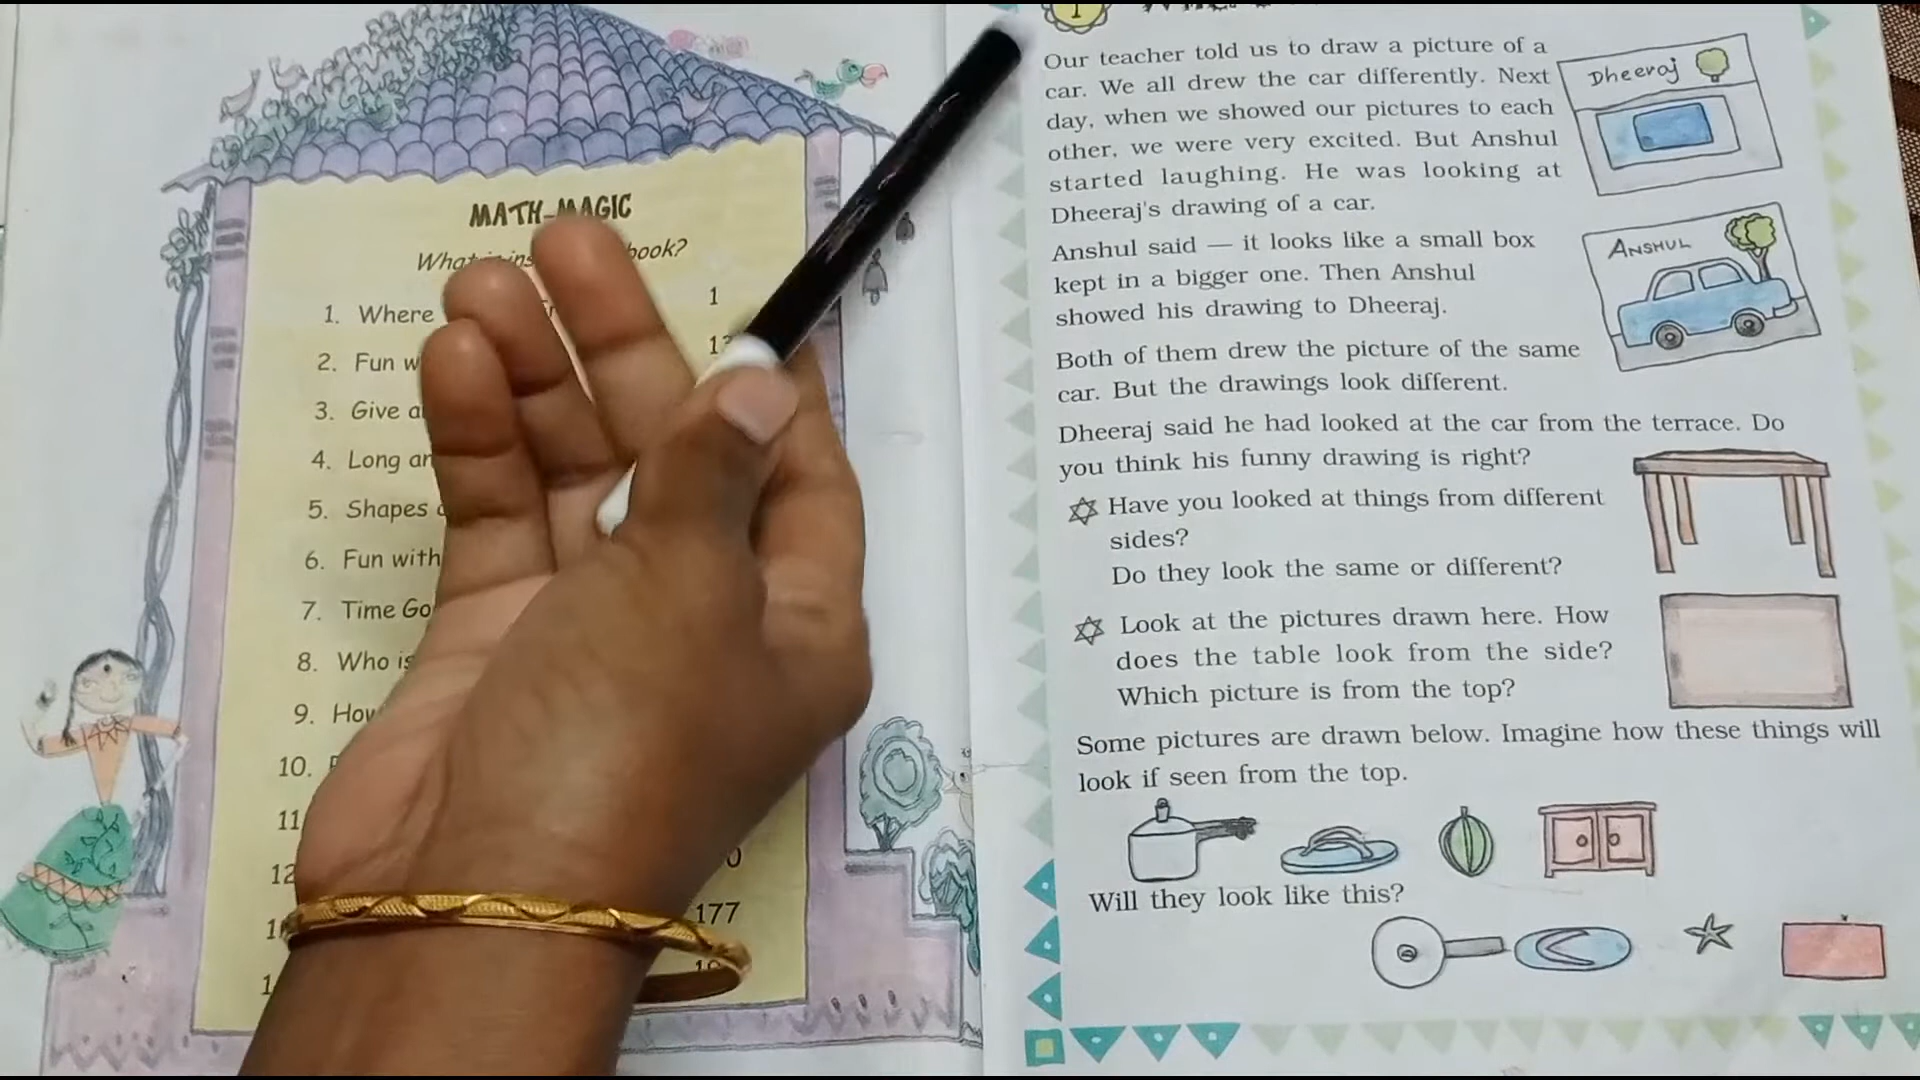 MATH-MAGIC
book?
1. Where
1
2. Fun
3. Give
4. Long
5. Shapes
6. Fun with
7. Time
8. Who
9.
10.
11
12
177
1
Our teacher told us to draw a picture of a
car. We all drew the car differently. Next
day, when we showed our pictures to each
other, we were very excited. But Anshul
started laughing. He was looking at
Dheeraj's drawing of a car.
Dheeraj
Anshul said — it looks like a small box
kept in a bigger one. Then Anshul
showed his drawing to Dheeraj.
ANSHUL
Both of them drew the picture of the same
car. But the drawings look different.
Dheeraj said he had looked at the car from the terrace. Do
you think his funny drawing is right?
Have you looked at things from different
sides?
Do they look the same or different?
Look at the pictures drawn here. How
does the table look from the side?
Which picture is from the top?
Some pictures are drawn below. Imagine how these things will
look if seen from the top.
Will they look like this?